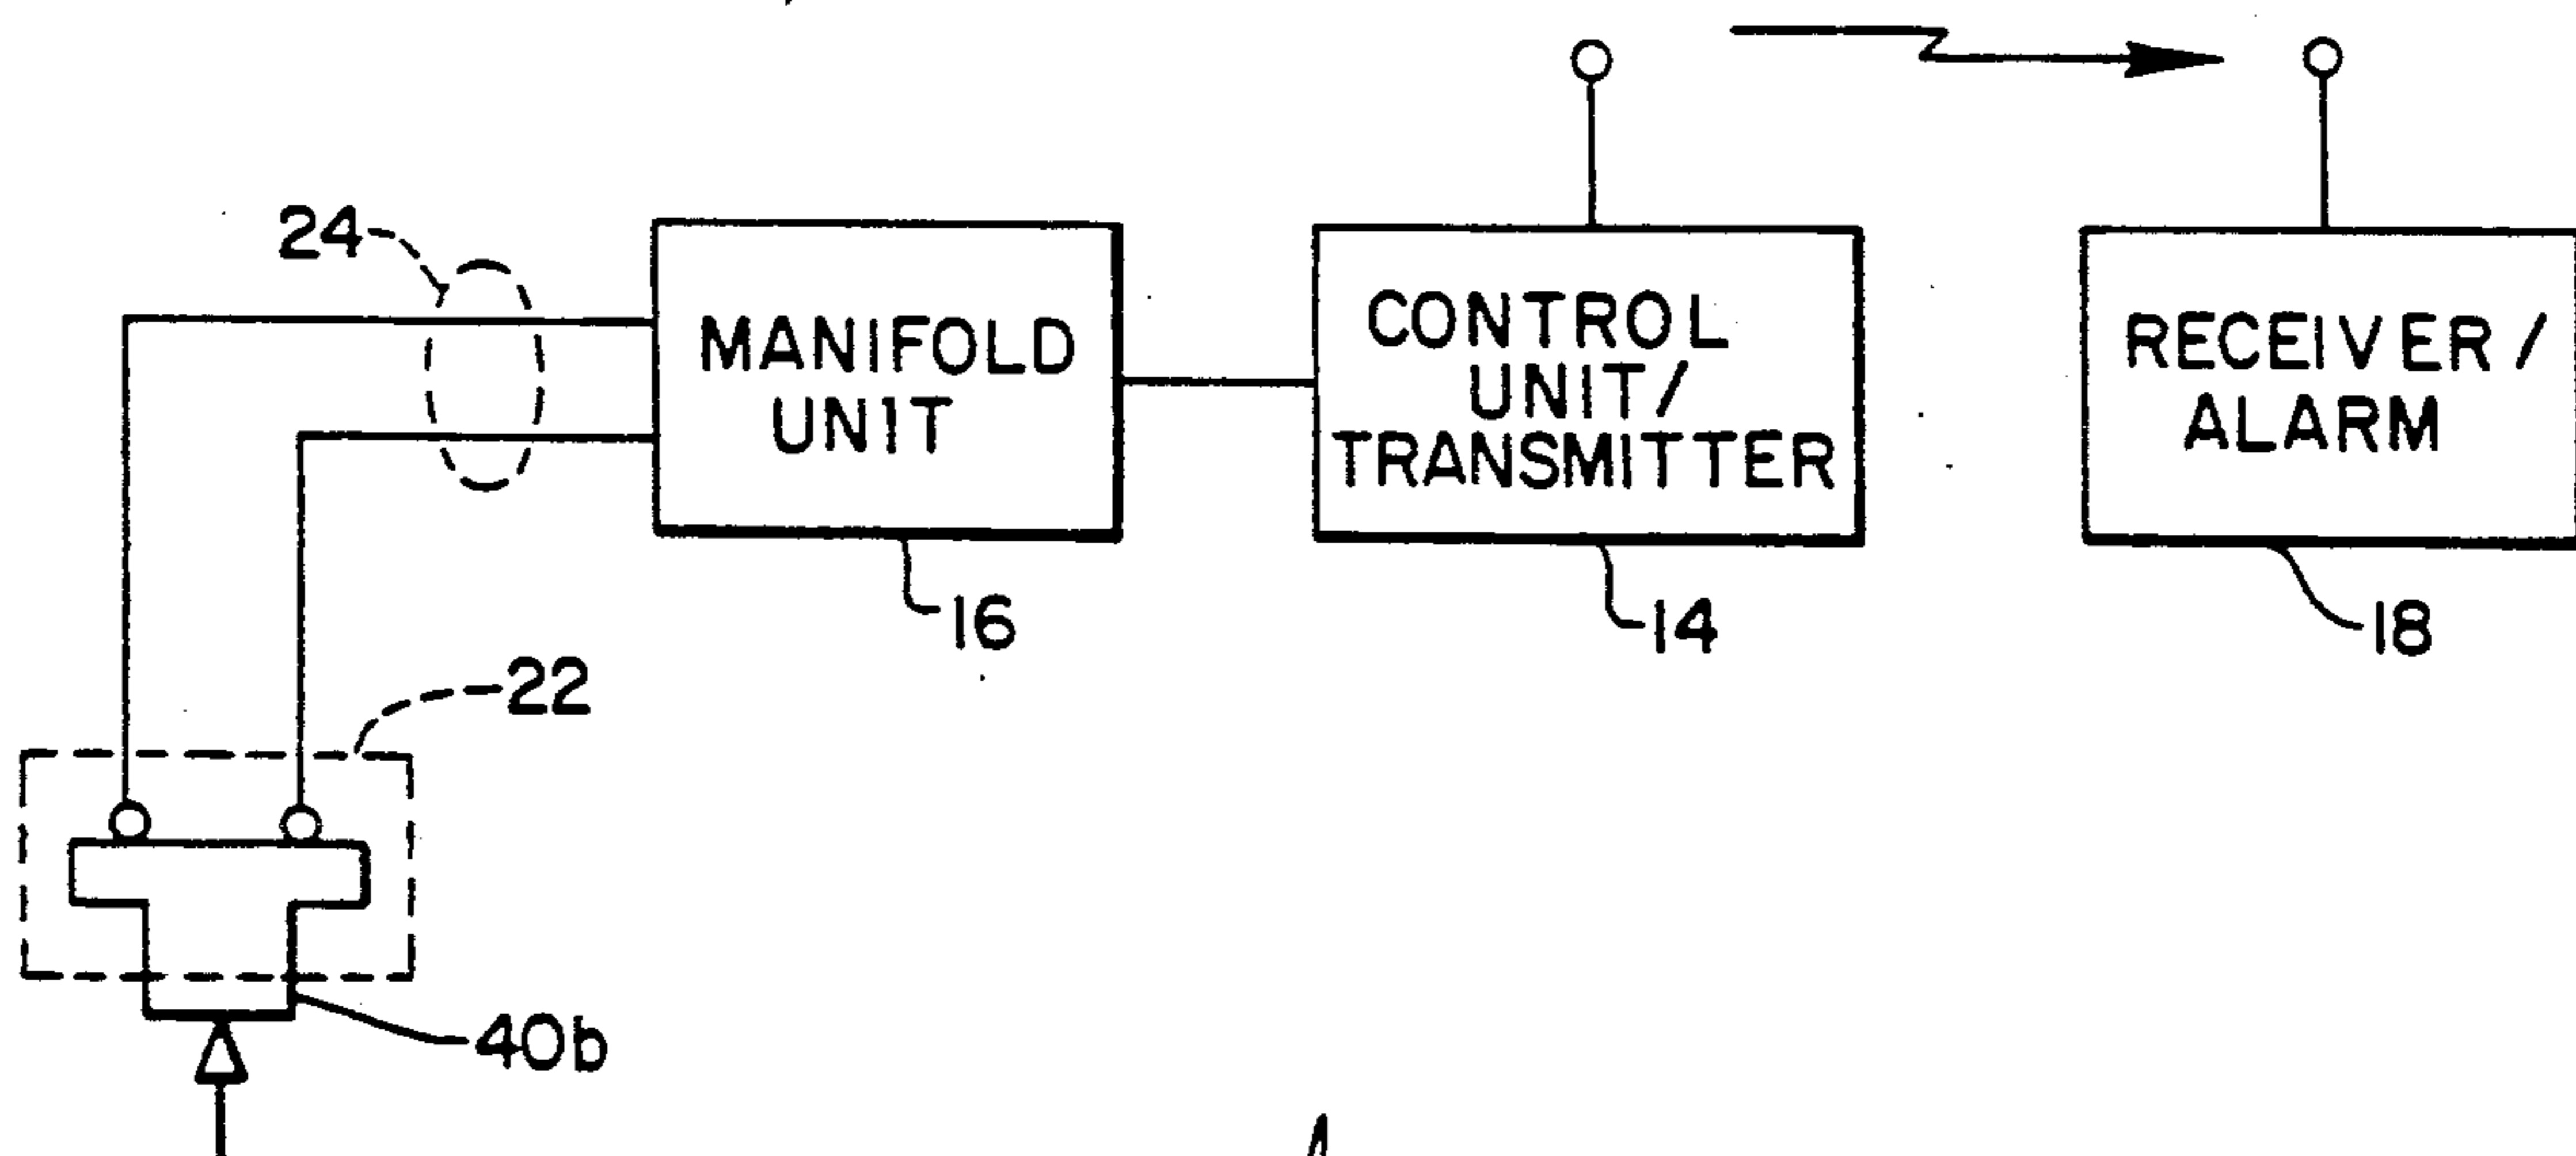 24
MANIFOLD
UNIT
CONTROL
UNIT/
TRANSMITTER
RECEIVER/
ALARM
16
14
18
22
40b